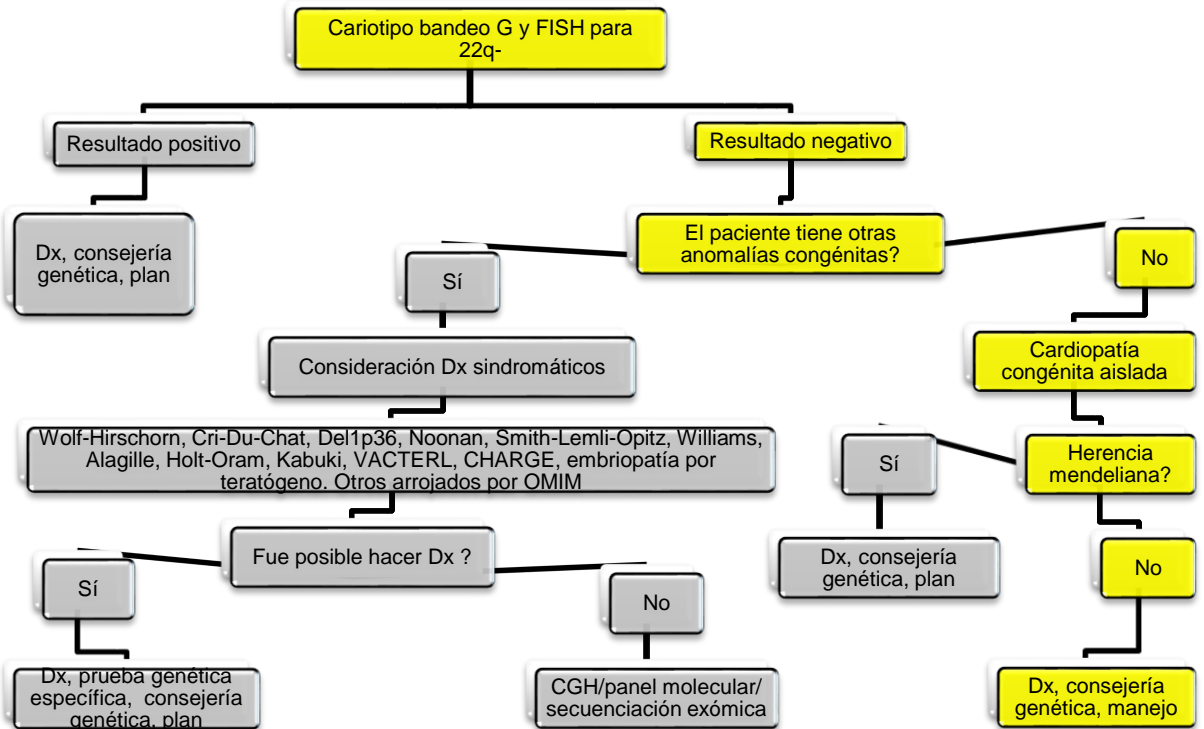 Cariotipo bandeo G y FISH para
22q-
Resultado positivo
Resultado negativo
Dx, consejería
genética, plan
El paciente tiene otras
anomalías congénitas?
Sí
No
Consideración Dx sindromáticos
Cardiopatía
congénita aislada
Wolf-Hirschorn, Cri-Du-Chat, Del1p36, Noonan, Smith-Lemli-Opitz, Williams,
Alagille, Holt-Oram, Kabuki, VACTERL, CHARGE, embriopatía por
teratógeno. Otros arrojados por OMIM
Sí
Herencia
mendeliana?
Fue posible hacer Dx ?
Dx, consejería
genética, plan
No
Sí
No
Dx, prueba genética
específica, consejería
genética, plan
CGH/panel molecular/
secuenciación exómica
Dx, consejería
genética, manejo